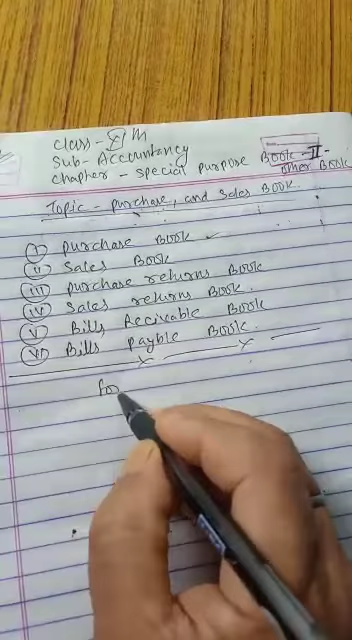 Class - XI M
Sub- Accountancy
Chapter - special purpose Book -II-
other Book
Topic - purchase, and Sales Book.
(i) purchase Book ✓
(ii) Sales Book
(iii) purchase returns Book
(iv) Sales returns Book.
(v) Bills Recivable Book
(vi) Bills payble Book.
Fo